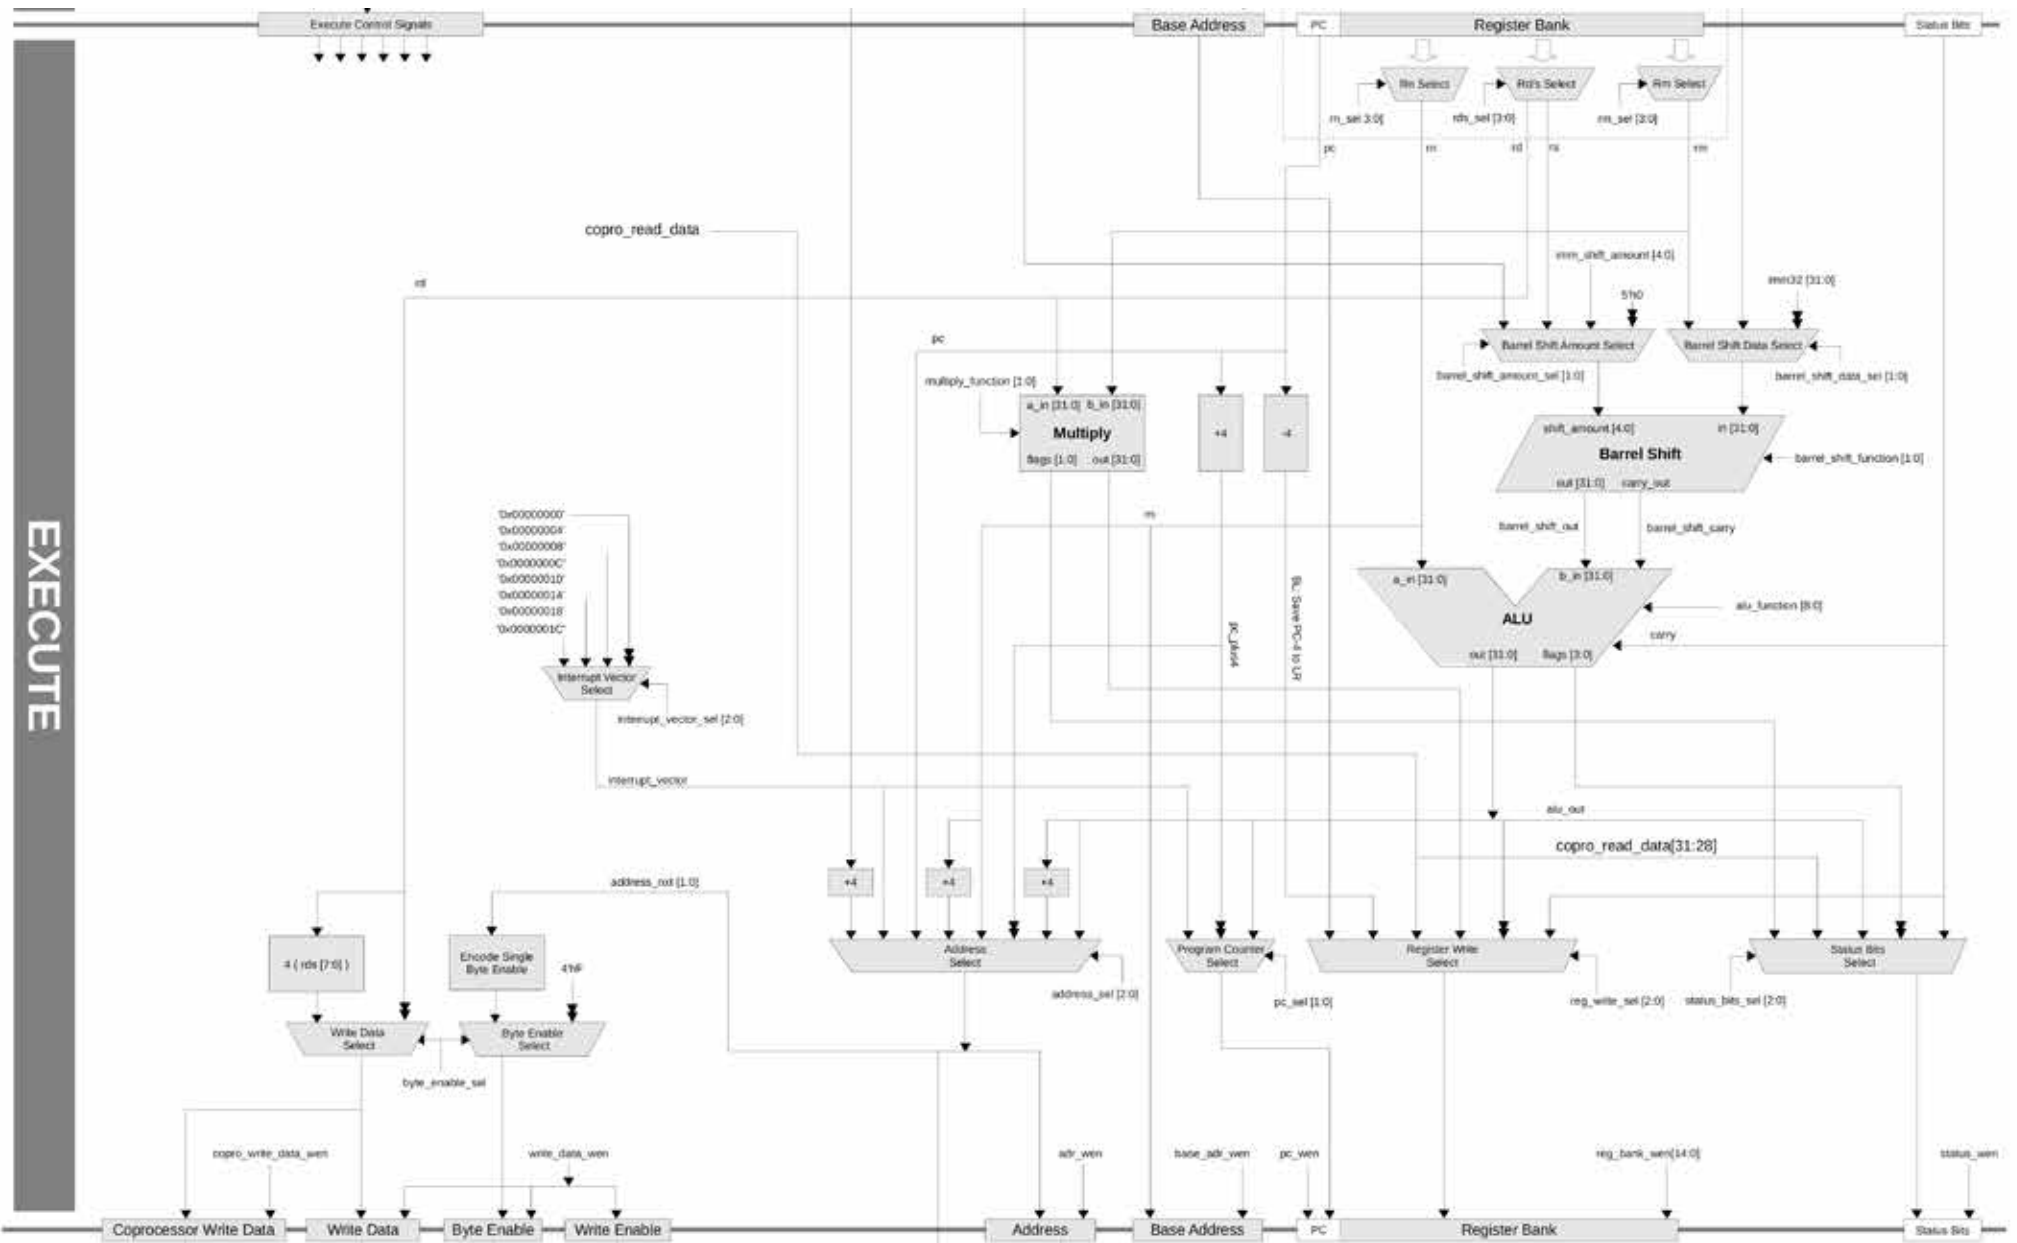 Execute Control Signals
Base Address
PC
Register Bank
Status Bits
Rn Select
Rd/s Select
Rm Select
rn_sel 3:0]
rds_sel [3:0]
rm_sel [3:0]
pc
rn
rd
rs
rm
copro_read_data
imm_shift_amount [4:0]
rd
imm32 [31:0]
5'h0
pc
Barrel Shift Amount Select
Barrel Shift Data Select
multiply_function [1:0]
barrel_shift_amount_sel [1:0]
barrel_shift_data_sel [1:0]
a_in [31:0] b_in [31:0]
Multiply
flags [1:0] out [31:0]
+4
-4
shift_amount [4:0]
in [31:0]
Barrel Shift
out [31:0] carry_out
barrel_shift_function [1:0]
'0x00000000'
'0x00000004'
'0x00000008'
'0x0000000C'
'0x00000010'
'0x00000014'
'0x00000018'
'0x0000001C'
rn
barrel_shift_out
barrel_shift_carry
EXECUTE
a_in [31:0]
b_in [31:0]
ALU
out [31:0]
flags [3:0]
alu_function [8:0]
carry
pc_plus4
BL: Save PC-4 to LR
Interrupt Vector
Select
interrupt_vector_sel [2:0]
interrupt_vector
alu_out
copro_read_data[31:28]
address_nxt [1:0]
+4
+4
+4
4 { rds [7:0] }
Encode Single
Byte Enable
4'hF
Address
Select
Program Counter
Select
Register Write
Select
Status Bits
Select
address_sel [2:0]
pc_sel [1:0]
reg_write_sel [2:0]
status_bits_sel [2:0]
Write Data
Select
Byte Enable
Select
byte_enable_sel
copro_write_data_wen
write_data_wen
adr_wen
base_adr_wen
pc_wen
reg_bank_wen[14:0]
status_wen
Coprocessor Write Data
Write Data
Byte Enable
Write Enable
Address
Base Address
PC
Register Bank
Status Bits